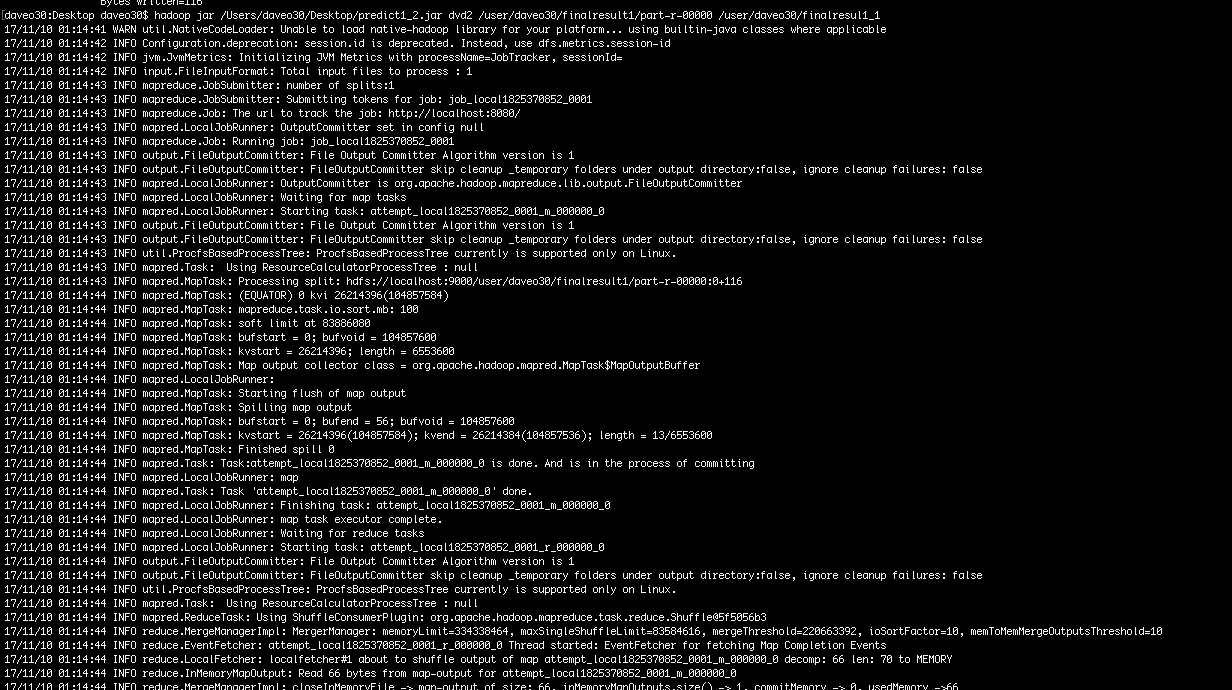 Bytes Written=116
[daveo30:Desktop daveo30$ hadoop jar /Users/daveo30/Desktop/predict1_2.jar dvd2 /user/daveo30/finalresult1/part-r-00000 /user/daveo30/finalresul1_1
17/11/10 01:14:41 WARN util.NativeCodeLoader: Unable to load native-hadoop library for your platform... using builtin-java classes where applicable
17/11/10 01:14:42 INFO Configuration.deprecation: session.id is deprecated. Instead, use dfs.metrics.session-id
17/11/10 01:14:42 INFO jvm.JvmMetrics: Initializing JVM Metrics with processName=JobTracker, sessionId=
17/11/10 01:14:42 INFO input.FileInputFormat: Total input files to process : 1
17/11/10 01:14:43 INFO mapreduce.JobSubmitter: number of splits:1
17/11/10 01:14:43 INFO mapreduce.JobSubmitter: Submitting tokens for job: job_local1825370852_0001
17/11/10 01:14:43 INFO mapreduce.Job: The url to track the job: http://localhost:8080/
17/11/10 01:14:43 INFO mapred.LocalJobRunner: OutputCommitter set in config null
17/11/10 01:14:43 INFO mapreduce.Job: Running job: job_local1825370852_0001
17/11/10 01:14:43 INFO output.FileOutputCommitter: File Output Committer Algorithm version is 1
17/11/10 01:14:43 INFO output.FileOutputCommitter: FileOutputCommitter skip cleanup _temporary folders under output directory:false, ignore cleanup failures: false
17/11/10 01:14:43 INFO mapred.LocalJobRunner: OutputCommitter is org.apache.hadoop.mapreduce.lib.output.FileOutputCommitter
17/11/10 01:14:43 INFO mapred.LocalJobRunner: Waiting for map tasks
17/11/10 01:14:43 INFO mapred.LocalJobRunner: Starting task: attempt_local1825370852_0001_m_000000_0
17/11/10 01:14:43 INFO output.FileOutputCommitter: File Output Committer Algorithm version is 1
17/11/10 01:14:43 INFO output.FileOutputCommitter: FileOutputCommitter skip cleanup _temporary folders under output directory:false, ignore cleanup failures: false
17/11/10 01:14:43 INFO util.ProcfsBasedProcessTree: ProcfsBasedProcessTree currently is supported only on Linux.
17/11/10 01:14:43 INFO mapred.Task:  Using ResourceCalculatorProcessTree : null
17/11/10 01:14:43 INFO mapred.MapTask: Processing split: hdfs://localhost:9000/user/daveo30/finalresult1/part-r-00000:0+116
17/11/10 01:14:44 INFO mapred.MapTask: (EQUATOR) 0 kvi 26214396(104857584)
17/11/10 01:14:44 INFO mapred.MapTask: mapreduce.task.io.sort.mb: 100
17/11/10 01:14:44 INFO mapred.MapTask: soft limit at 83886080
17/11/10 01:14:44 INFO mapred.MapTask: bufstart = 0; bufvoid = 104857600
17/11/10 01:14:44 INFO mapred.MapTask: kvstart = 26214396; length = 6553600
17/11/10 01:14:44 INFO mapred.MapTask: Map output collector class = org.apache.hadoop.mapred.MapTask$MapOutputBuffer
17/11/10 01:14:44 INFO mapred.LocalJobRunner:
17/11/10 01:14:44 INFO mapred.MapTask: Starting flush of map output
17/11/10 01:14:44 INFO mapred.MapTask: Spilling map output
17/11/10 01:14:44 INFO mapred.MapTask: bufstart = 0; bufend = 56; bufvoid = 104857600
17/11/10 01:14:44 INFO mapred.MapTask: kvstart = 26214396(104857584); kvend = 26214384(104857536); length = 13/6553600
17/11/10 01:14:44 INFO mapred.MapTask: Finished spill 0
17/11/10 01:14:44 INFO mapred.Task: Task:attempt_local1825370852_0001_m_000000_0 is done. And is in the process of committing
17/11/10 01:14:44 INFO mapred.LocalJobRunner: map
17/11/10 01:14:44 INFO mapred.Task: Task 'attempt_local1825370852_0001_m_000000_0' done.
17/11/10 01:14:44 INFO mapred.LocalJobRunner: Finishing task: attempt_local1825370852_0001_m_000000_0
17/11/10 01:14:44 INFO mapred.LocalJobRunner: map task executor complete.
17/11/10 01:14:44 INFO mapred.LocalJobRunner: Waiting for reduce tasks
17/11/10 01:14:44 INFO mapred.LocalJobRunner: Starting task: attempt_local1825370852_0001_r_000000_0
17/11/10 01:14:44 INFO output.FileOutputCommitter: File Output Committer Algorithm version is 1
17/11/10 01:14:44 INFO output.FileOutputCommitter: FileOutputCommitter skip cleanup _temporary folders under output directory:false, ignore cleanup failures: false
17/11/10 01:14:44 INFO util.ProcfsBasedProcessTree: ProcfsBasedProcessTree currently is supported only on Linux.
17/11/10 01:14:44 INFO mapred.Task:  Using ResourceCalculatorProcessTree : null
17/11/10 01:14:44 INFO mapred.ReduceTask: Using ShuffleConsumerPlugin: org.apache.hadoop.mapreduce.task.reduce.Shuffle@5f5056b3
17/11/10 01:14:44 INFO reduce.MergeManagerImpl: MergerManager: memoryLimit=334338464, maxSingleShuffleLimit=83584616, mergeThreshold=220663392, ioSortFactor=10, memToMemMergeOutputsThreshold=10
17/11/10 01:14:44 INFO reduce.EventFetcher: attempt_local1825370852_0001_r_000000_0 Thread started: EventFetcher for fetching Map Completion Events
17/11/10 01:14:44 INFO reduce.LocalFetcher: localfetcher#1 about to shuffle output of map attempt_local1825370852_0001_m_000000_0 decomp: 66 len: 70 to MEMORY
17/11/10 01:14:44 INFO reduce.InMemoryMapOutput: Read 66 bytes from map-output for attempt_local1825370852_0001_m_000000_0
17/11/10 01:14:44 INFO reduce.MergeManagerImpl: closeInMemoryFile -> map-output of size: 66, inMemoryMapOutputs.size() -> 1, commitMemory -> 0, usedMemory ->66